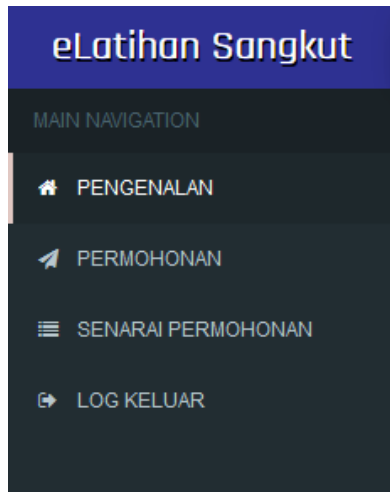 eLatihan Sangkut
MAIN NAVIGATION
PENGENALAN
PERMOHONAN
SENARAI PERMOHONAN
LOG KELUAR